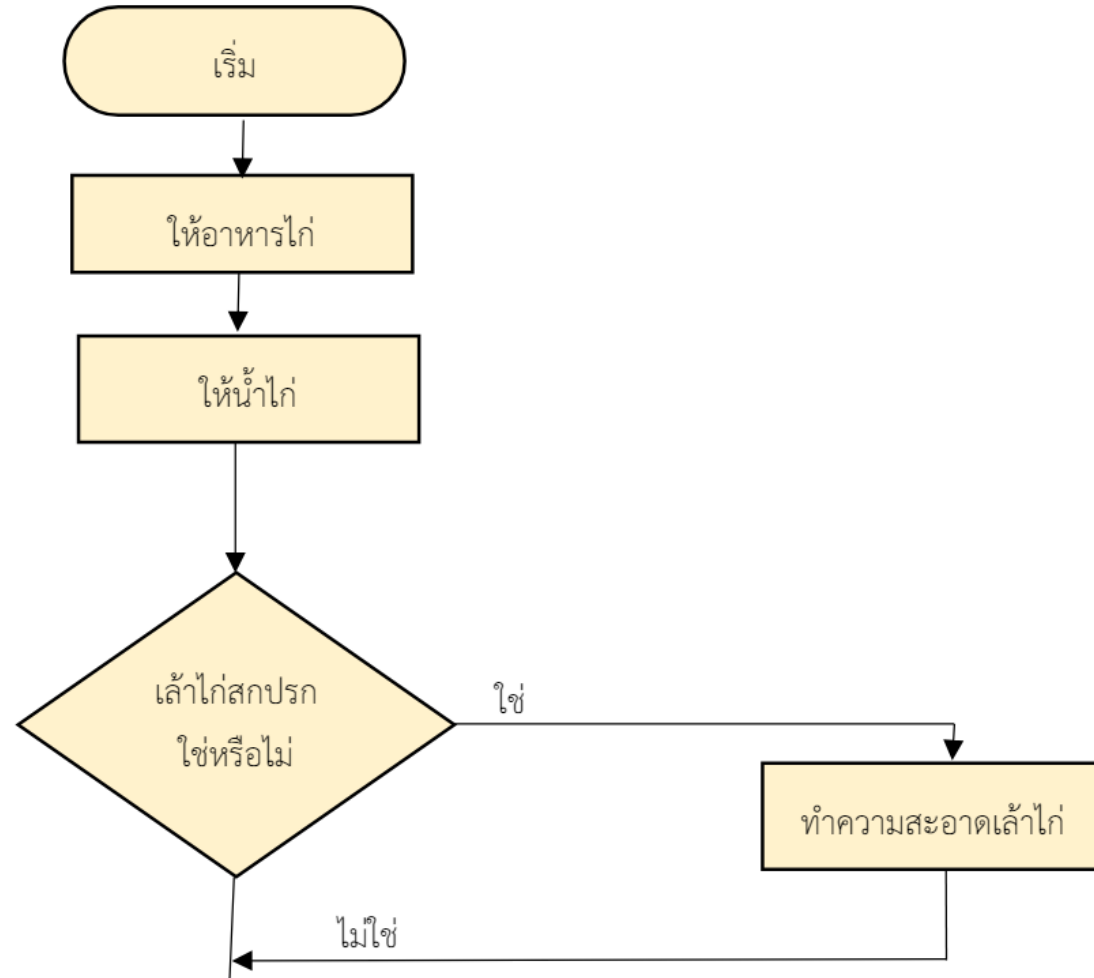 เริ่ม
ให้อาหารไก่
ให้น้ำไก่
เล้าไก่สกปรก
ใช่หรือไม่
ใช่
ทำความสะอาดเล้าไก่
ไม่ใช่